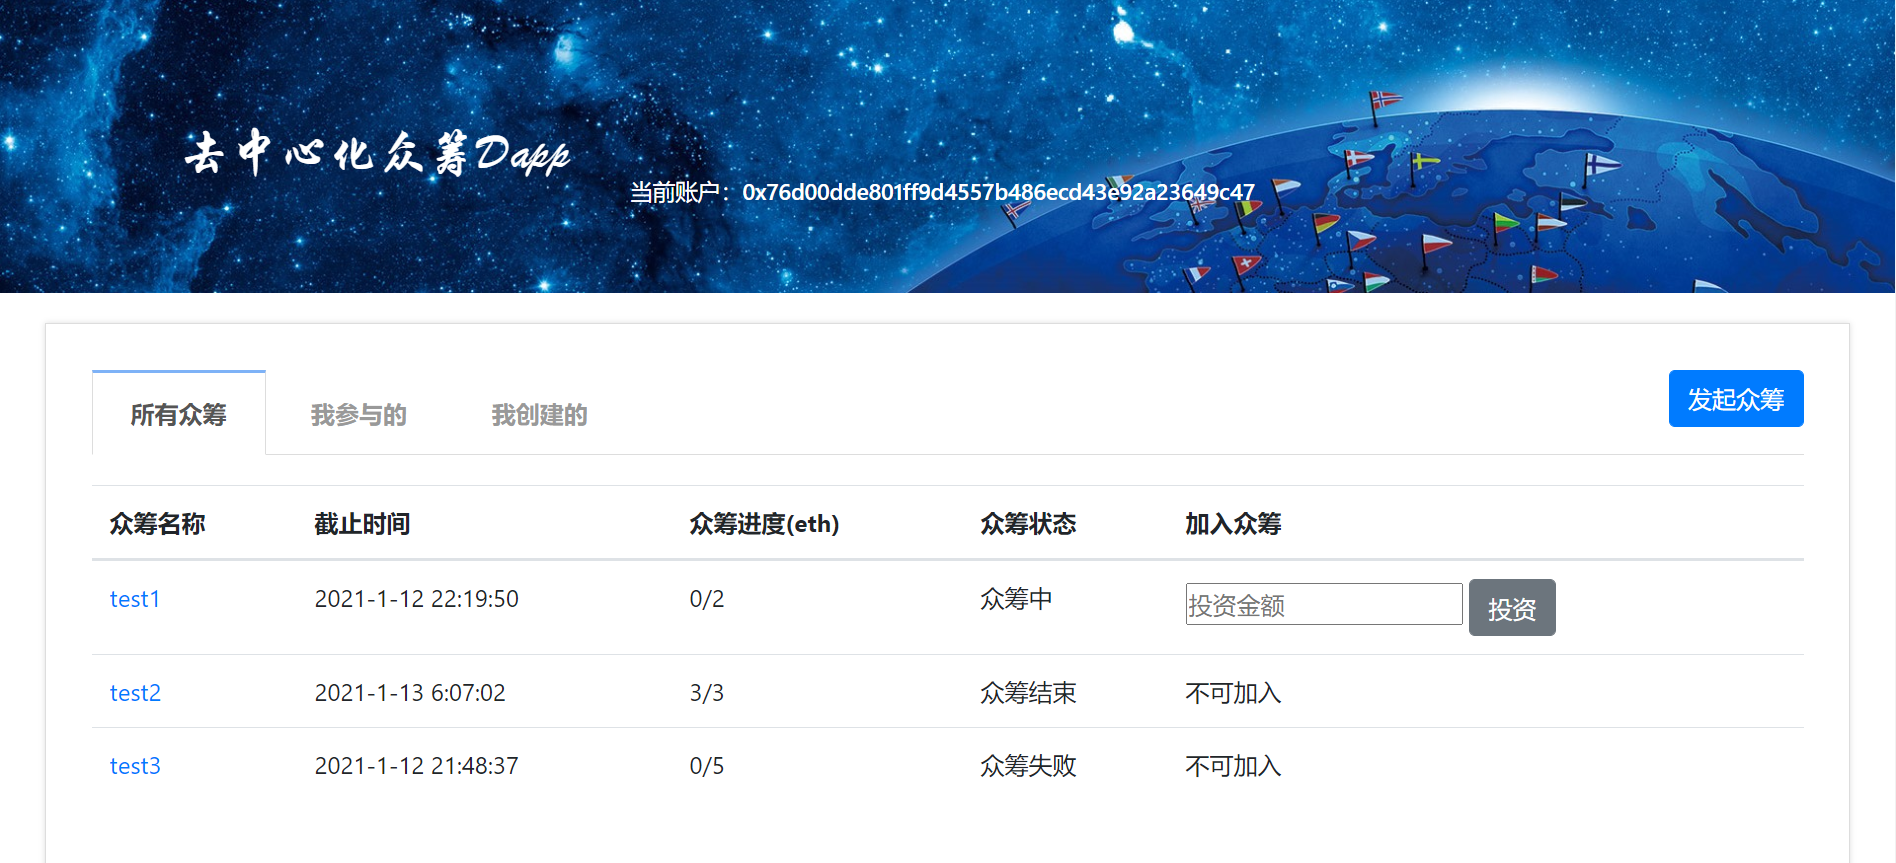 去中心化众筹Dapp
当前账户：0x76d00dde801ff9d4557b486ecd43e92a23649c47
所有众筹 我参与的 我创建的 发起众筹
众筹名称 截止时间 众筹进度(eth) 众筹状态 加入众筹
test1 2021-1-12 22:19:50 0/2 众筹中 投资金额 投资
test2 2021-1-13 6:07:02 3/3 众筹结束 不可加入
test3 2021-1-12 21:48:37 0/5 众筹失败 不可加入